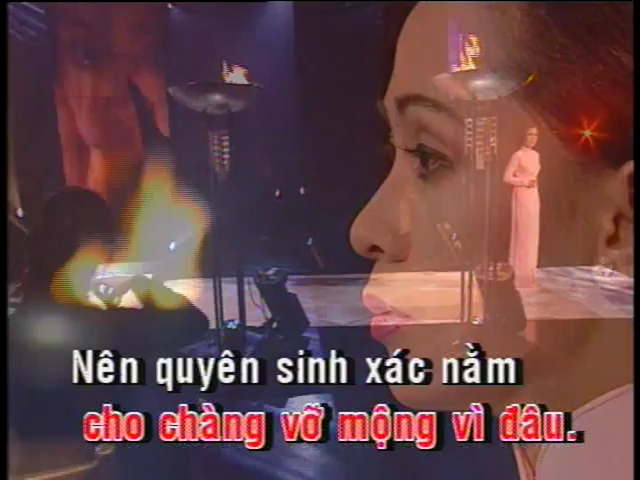 Nên quyên sinh xác nằm
cho chàng vỡ mộng vì đâu.